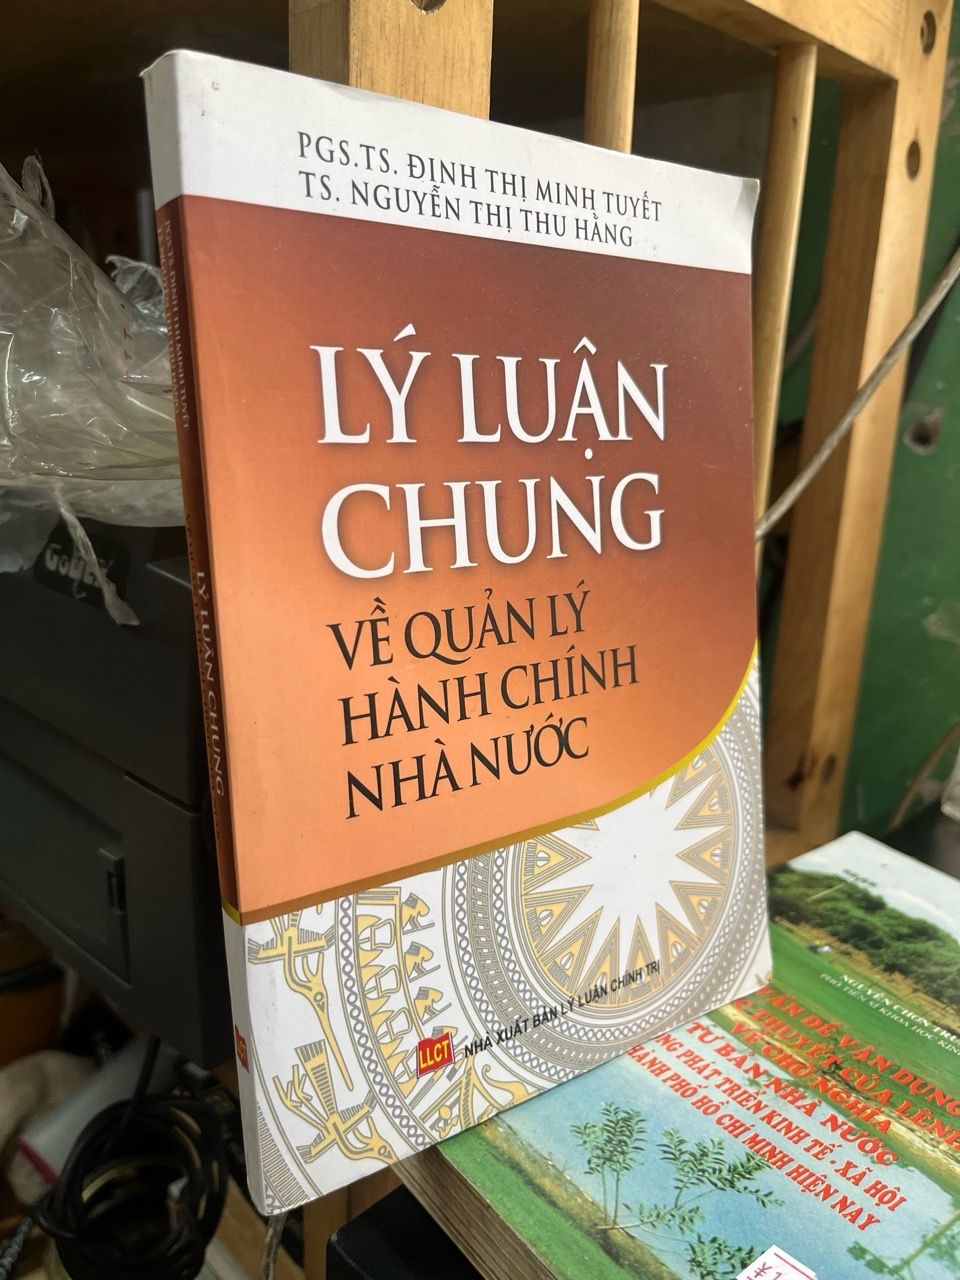 PGS.TS. ĐINH THỊ MINH TUYẾT
TS. NGUYỄN THỊ THU HẰNG
LÝ LUẬN
CHUNG
VỀ QUẢN LÝ
HÀNH CHÍNH
NHÀ NƯỚC
LLCT
NHÀ XUẤT BẢN LÝ LUẬN CHÍNH TRỊ
LÝ LUẬN CHUNG
LLCT
VẤN ĐỀ VẬN DỤNG
THUYẾT CỦA LÊNIN
VỀ CHỦ NGHĨA
TƯ BẢN NHÀ NƯỚC
PHÁT TRIỂN KINH TẾ - XÃ HỘI
THÀNH PHỐ HỒ CHÍ MINH HIỆN NAY